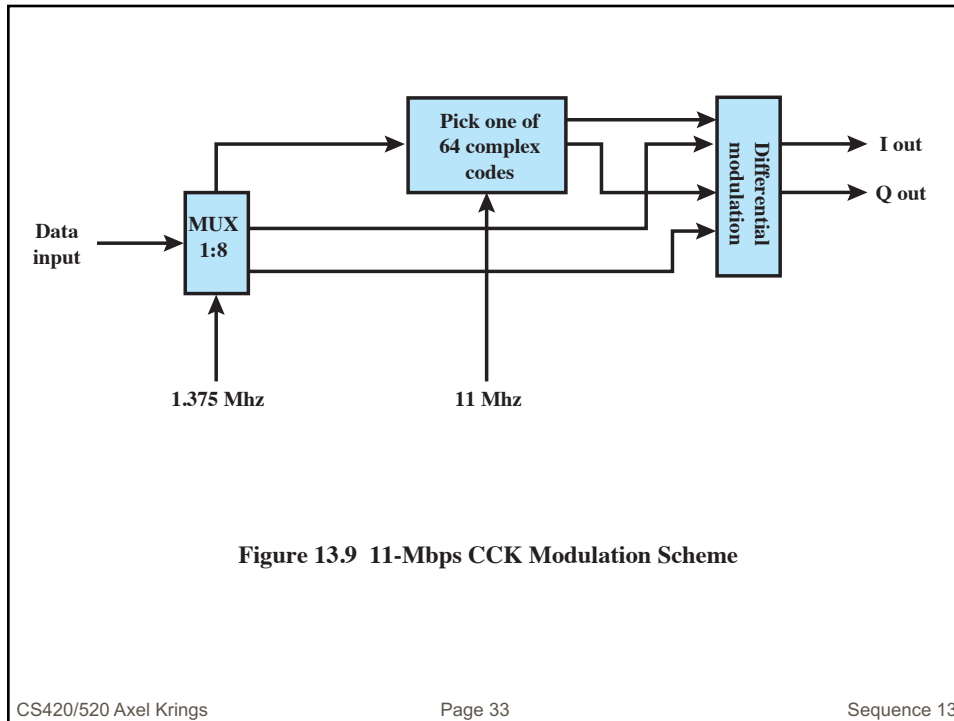 Pick one of
64 complex
codes
Differential
modulation
I out
Q out
Data
input
MUX
1:8
1.375 Mhz
11 Mhz
Figure 13.9 11-Mbps CCK Modulation Scheme
CS420/520 Axel Krings
Page 33
Sequence 13